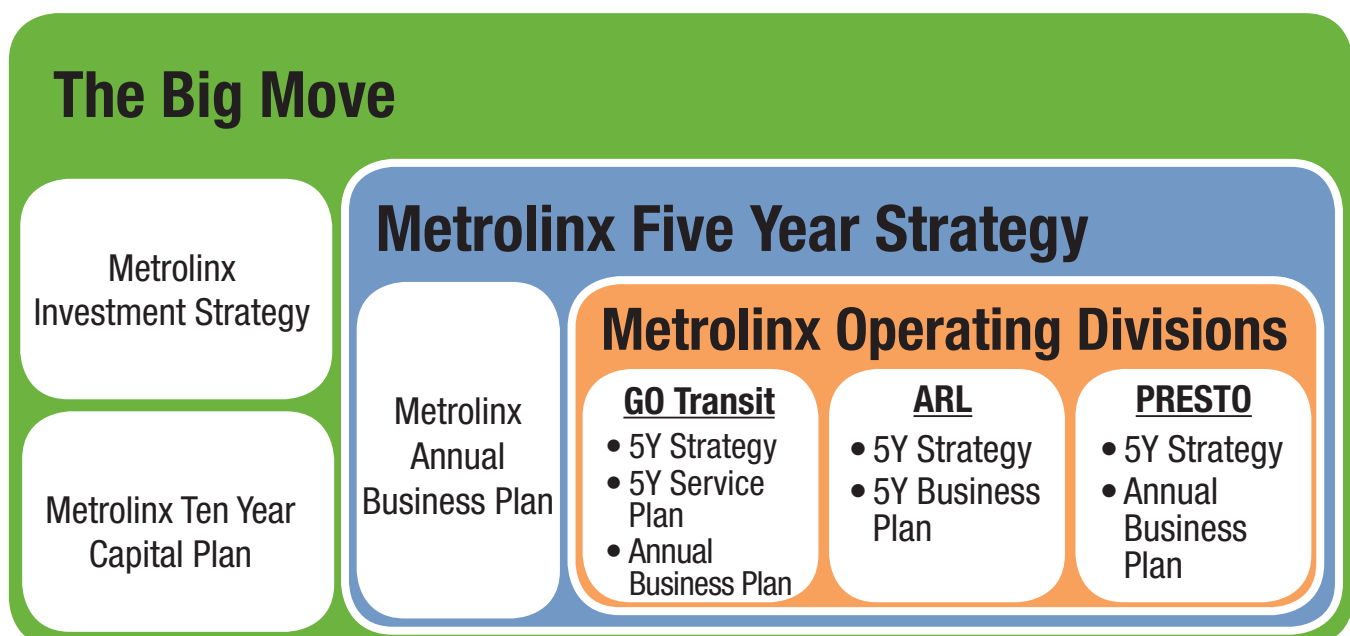 The Big Move
Metrolinx
Investment Strategy
Metrolinx Ten Year
Capital Plan
Metrolinx Five Year Strategy
Metrolinx
Annual
Business Plan
Metrolinx Operating Divisions
GO Transit
• 5Y Strategy
• 5Y Service
Plan
• Annual
Business Plan
ARL
• 5Y Strategy
• 5Y Business
Plan
PRESTO
• 5Y Strategy
• Annual
Business
Plan